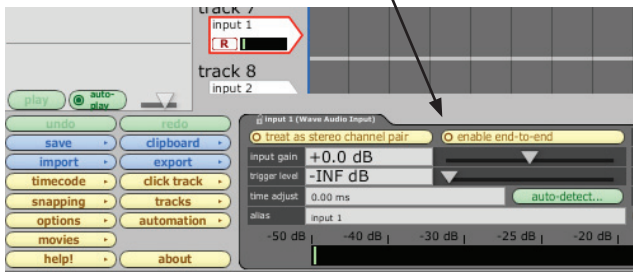 track 7
input 1
R
track 8
input 2
play auto-play
undo redo
save clipboard
import export
timecode click track
snapping tracks
options automation
movies
help! about
input 1 (Wave Audio Input)
treat as stereo channel pair enable end-to-end
input gain +0.0 dB
trigger level -INF dB
time adjust 0.00 ms auto-detect...
alias input 1
-50 dB -40 dB -30 dB -25 dB -20 dB